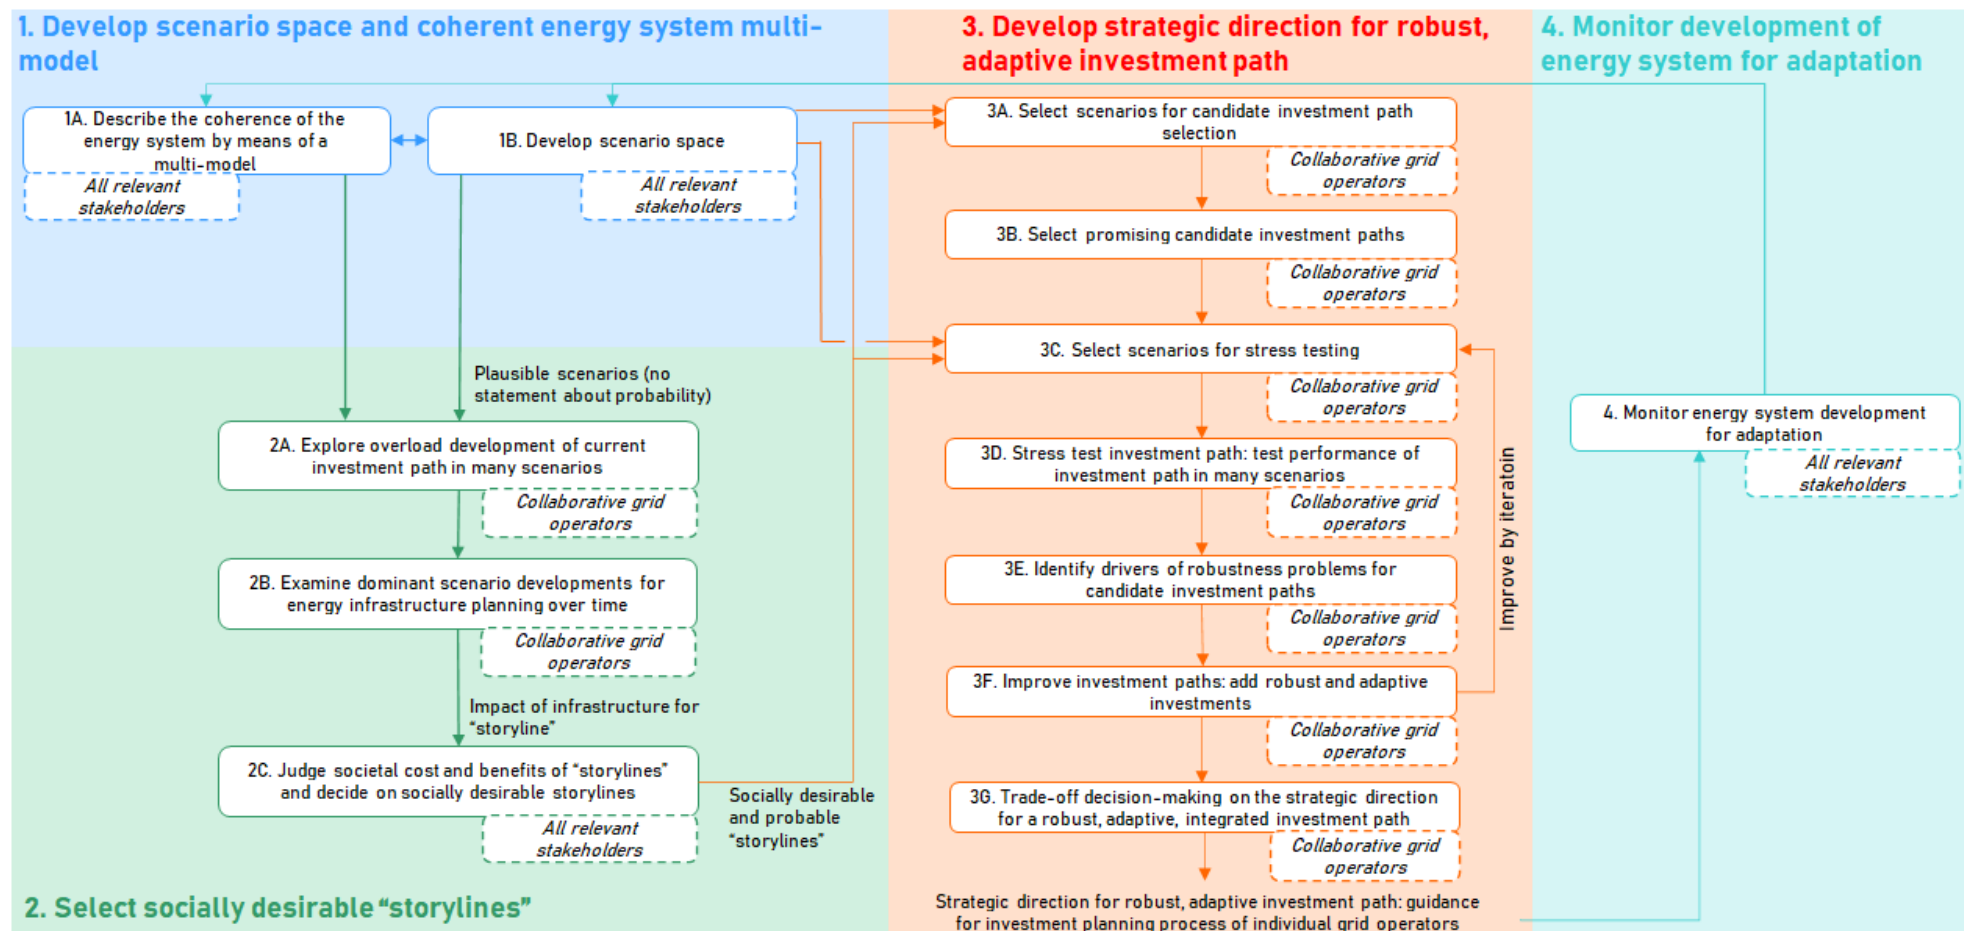 1. Develop scenario space and coherent energy system multi-
model
1A. Describe the coherence of the
energy system by means of a
multi-model
All relevant
stakeholders
1B. Develop scenario space
All relevant
stakeholders
Plausible scenarios (no
statement about probability)
2A. Explore overload development of current
investment path in many scenarios
Collaborative grid
operators
2B. Examine dominant scenario developments for
energy infrastructure planning over time
Collaborative grid
operators
Impact of infrastructure for
“storyline”
2C. Judge societal cost and benefits of “storylines”
and decide on socially desirable storylines
All relevant
stakeholders
Socially desirable
and probable
“storylines”
2. Select socially desirable “storylines”
3. Develop strategic direction for robust,
adaptive investment path
3A. Select scenarios for candidate investment path
selection
Collaborative grid
operators
3B. Select promising candidate investment paths
Collaborative grid
operators
3C. Select scenarios for stress testing
Collaborative grid
operators
3D. Stress test investment path: test performance of
investment path in many scenarios
Collaborative grid
operators
3E. Identify drivers of robustness problems for
candidate investment paths
Collaborative grid
operators
3F. Improve investment paths: add robust and adaptive
investments
Collaborative grid
operators
Improve by iteratoin
3G. Trade-off decision-making on the strategic direction
for a robust, adaptive, integrated investment path
Collaborative grid
operators
Strategic direction for robust, adaptive investment path: guidance
for investment planning process of individual grid operators
4. Monitor development of
energy system for adaptation
4. Monitor energy system development
for adaptation
All relevant
stakeholders